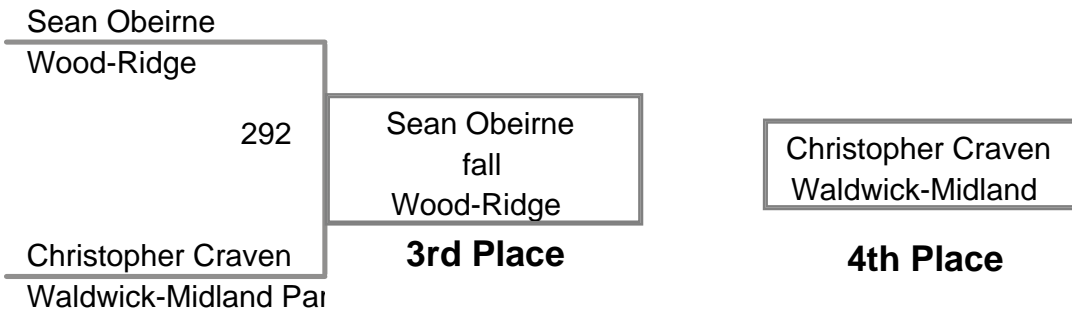 Sean Obeirne
Wood-Ridge
292
Christopher Craven
Waldwick-Midland Par
Sean Obeirne
fall
Wood-Ridge
3rd Place
Christopher Craven
Waldwick-Midland
4th Place